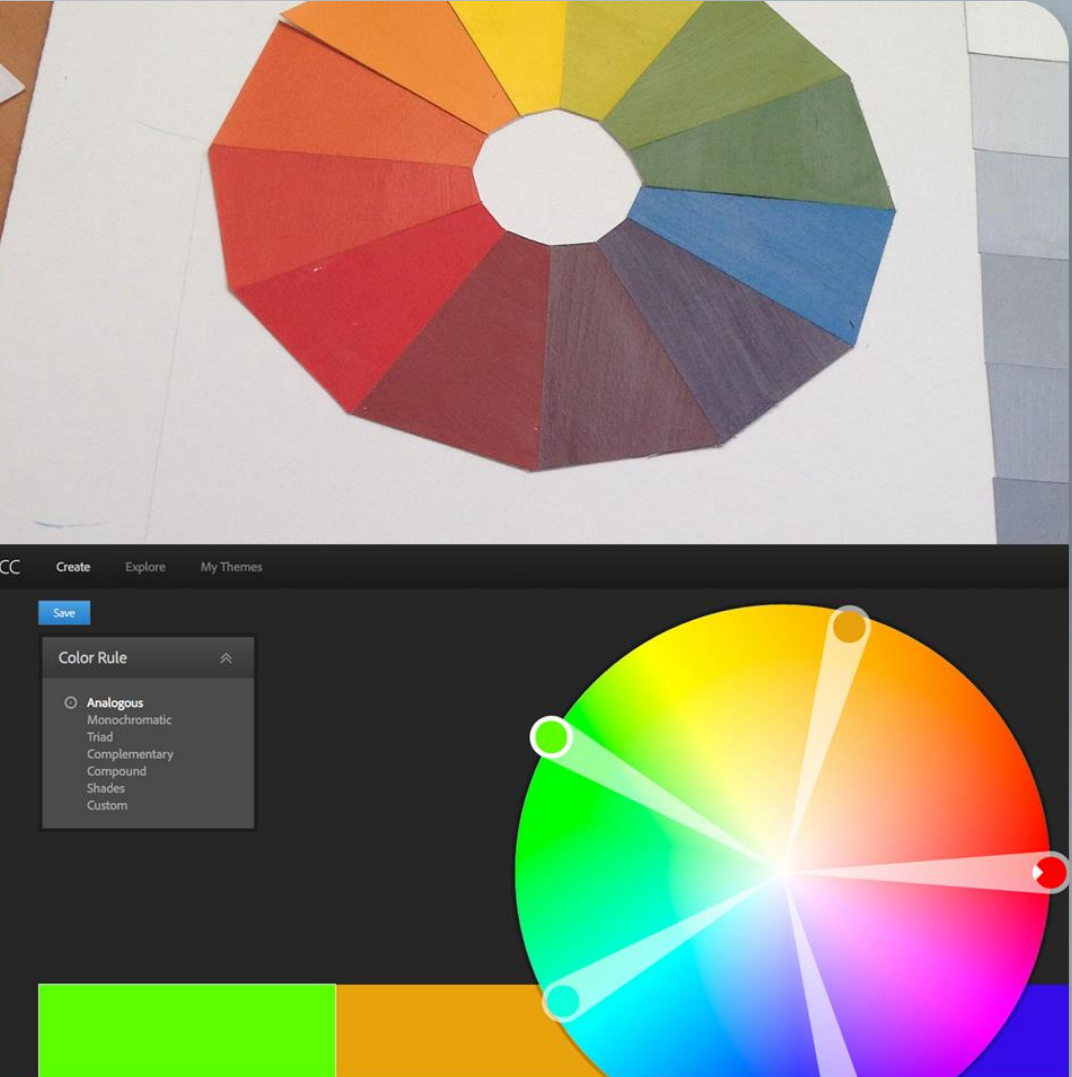 CC Create Explore My Themes
Save
Color Rule
Analogous
Monochromatic
Triad
Complementary
Compound
Shades
Custom